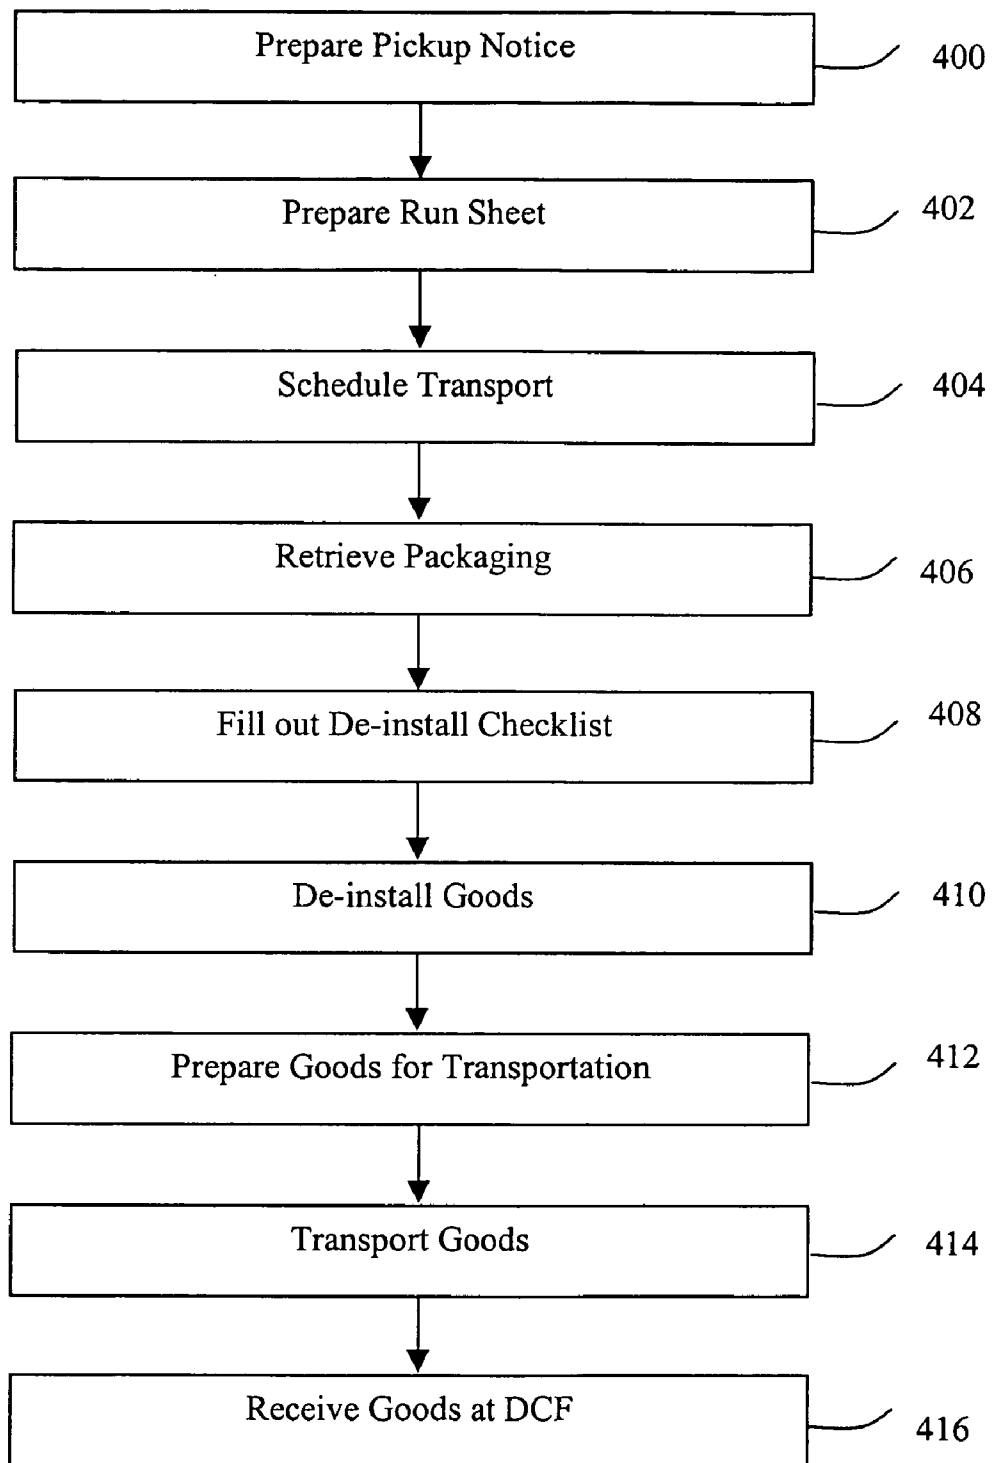 Prepare Pickup Notice
400
Prepare Run Sheet
402
Schedule Transport
404
Retrieve Packaging
406
Fill out De-install Checklist
408
De-install Goods
410
Prepare Goods for Transportation
412
Transport Goods
414
Receive Goods at DCF
416